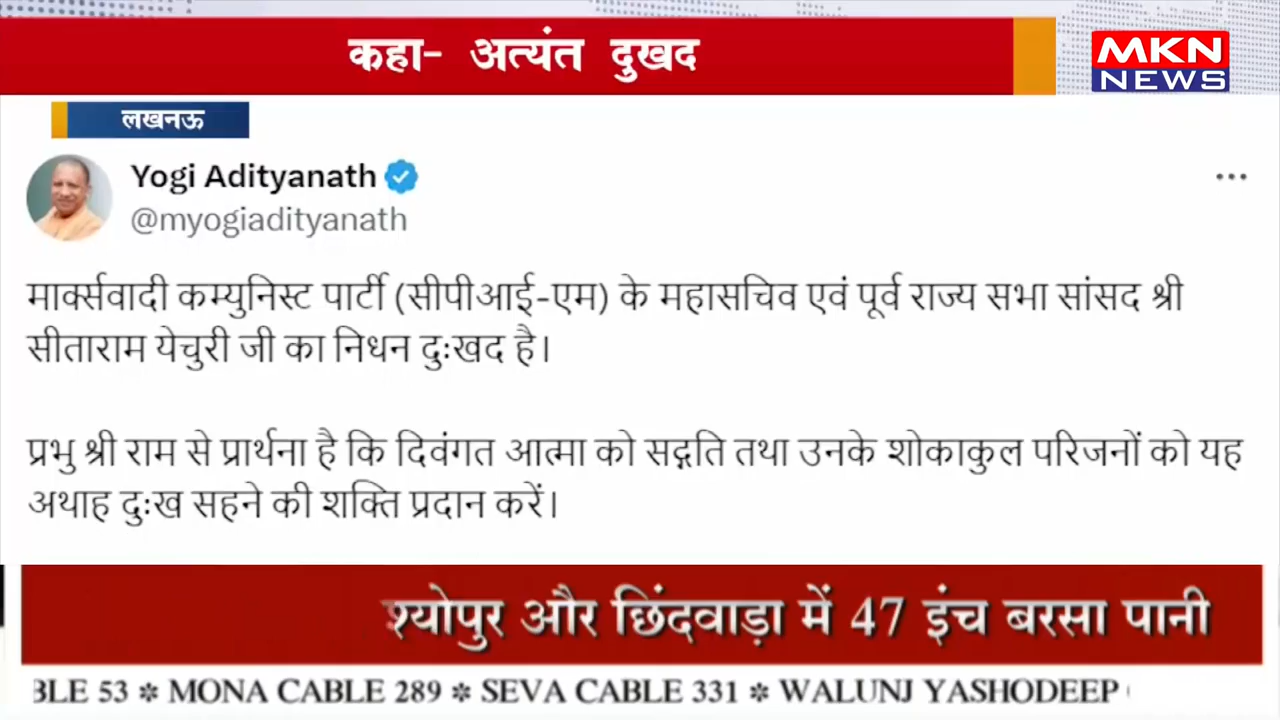 कहा- अत्यंत दुखद
MKN
NEWS
लखनऊ
Yogi Adityanath
@myogiadityanath
मार्क्सवादी कम्युनिस्ट पार्टी (सीपीआई-एम) के महासचिव एवं पूर्व राज्य सभा सांसद श्री
सीताराम येचुरी जी का निधन दुःखद है।
प्रभु श्री राम से प्रार्थना है कि दिवंगत आत्मा को सद्गति तथा उनके शोकाकुल परिजनों को यह
अथाह दुःख सहने की शक्ति प्रदान करें।
श्योपुर और छिंदवाड़ा में 47 इंच बरसा पानी
BLE 53 * MONA CABLE 289 * SEVA CABLE 331 * WALUNJ YASHODEEP